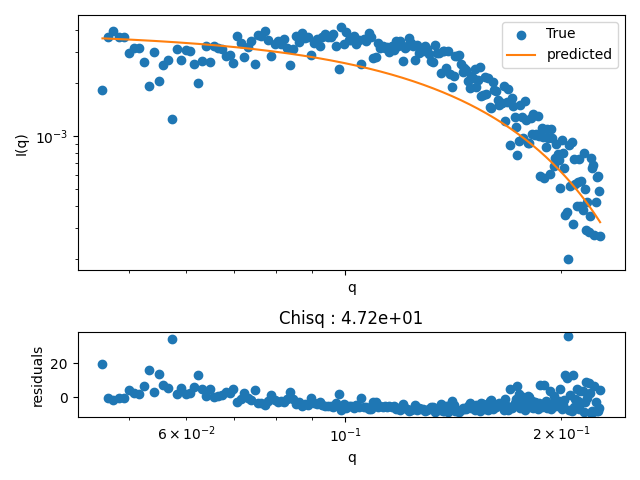 True
predicted
I(q)
10⁻³
q
Chisq : 4.72e+01
residuals
20
0
6 × 10⁻²
10⁻¹
2 × 10⁻¹
q